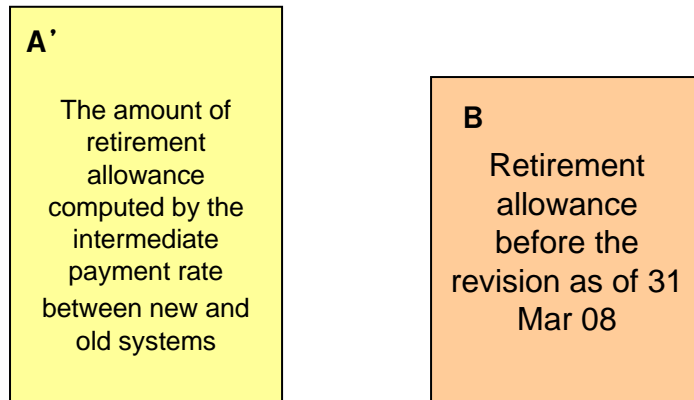 A’
The amount of
retirement
allowance
computed by the
intermediate
payment rate
between new and
old systems
B
Retirement
allowance
before the
revision as of 31
Mar 08